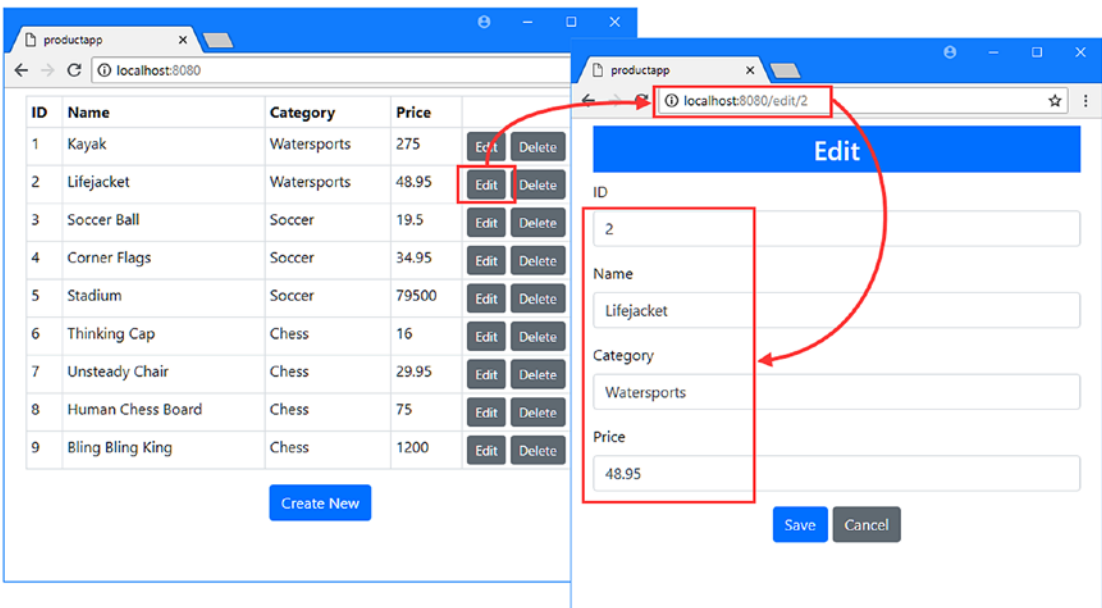 productapp
localhost:8080
ID Name Category Price
1 Kayak Watersports 275 Edit Delete
2 Lifejacket Watersports 48.95 Edit Delete
3 Soccer Ball Soccer 19.5 Edit Delete
4 Corner Flags Soccer 34.95 Edit Delete
5 Stadium Soccer 79500 Edit Delete
6 Thinking Cap Chess 16 Edit Delete
7 Unsteady Chair Chess 29.95 Edit Delete
8 Human Chess Board Chess 75 Edit Delete
9 Bling Bling King Chess 1200 Edit Delete
Create New
productapp
localhost:8080/edit/2
Edit
ID
2
Name
Lifejacket
Category
Watersports
Price
48.95
Save Cancel